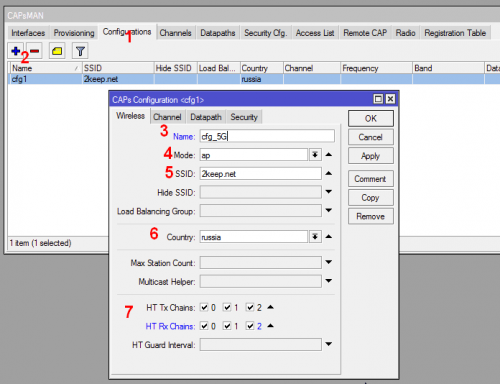 CAPsMAN
Interfaces Provisioning Configurations Channels Datapaths Security Cfg. Access List Remote CAP Radio Registration Table
1
2
Name SSID Hide SSID Load Bal... Country Channel Frequency Band Data
cfg1 2keep.net russia
CAPs Configuration <cfg1>
Wireless Channel Datapath Security
3 Name: cfg_5G OK
4 Mode: ap Cancel
5 SSID: 2keep.net Apply
Hide SSID: Comment
Load Balancing Group: Copy
Remove
6 Country: russia
1 item (1 selected)
Max Station Count:
Multicast Helper:
7
HT Tx Chains: 0 1 2
HT Rx Chains: 0 1 2
HT Guard Interval: